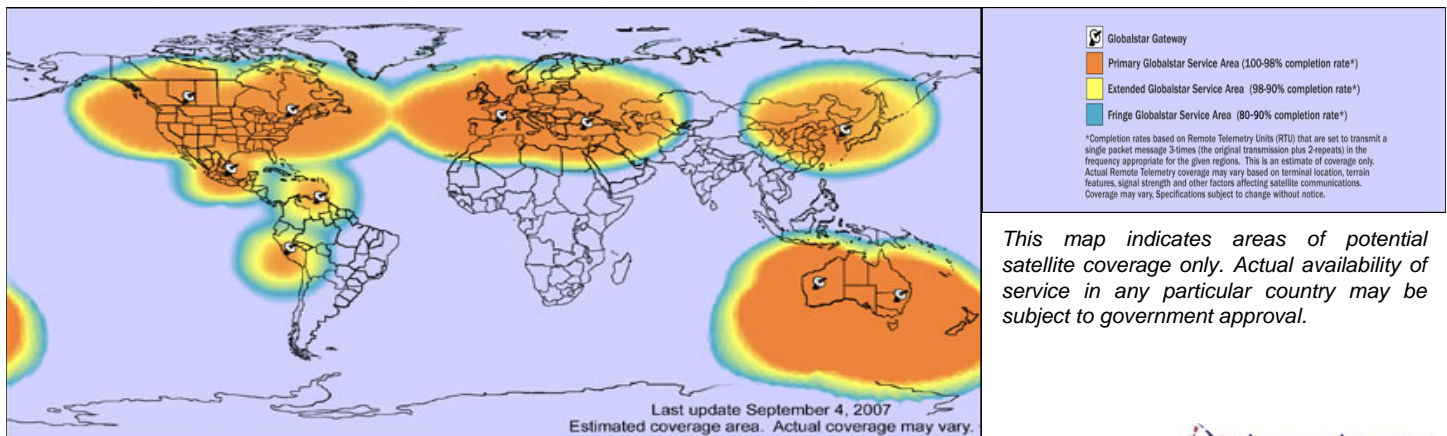 Globalstar Gateway
Primary Globalstar Service Area (100-98% completion rate*)
Extended Globalstar Service Area (98-90% completion rate*)
Fringe Globalstar Service Area (80-90% completion rate*)
*Completion rates based on Remote Telemetry Units (RTU) that are set to transmit a
single packet message 3-times (the original transmission plus 2-repeats) in the
frequency appropriate for the given regions. This is an estimate of coverage only.
Actual Remote Telemetry coverage may vary based on terminal location, terrain
features, signal strength and other factors affecting satellite communications.
Coverage may vary, Specifications subject to change without notice.
This map indicates areas of potential
satellite coverage only. Actual availability of
service in any particular country may be
subject to government approval.
Last update September 4, 2007
Estimated coverage area. Actual coverage may vary.